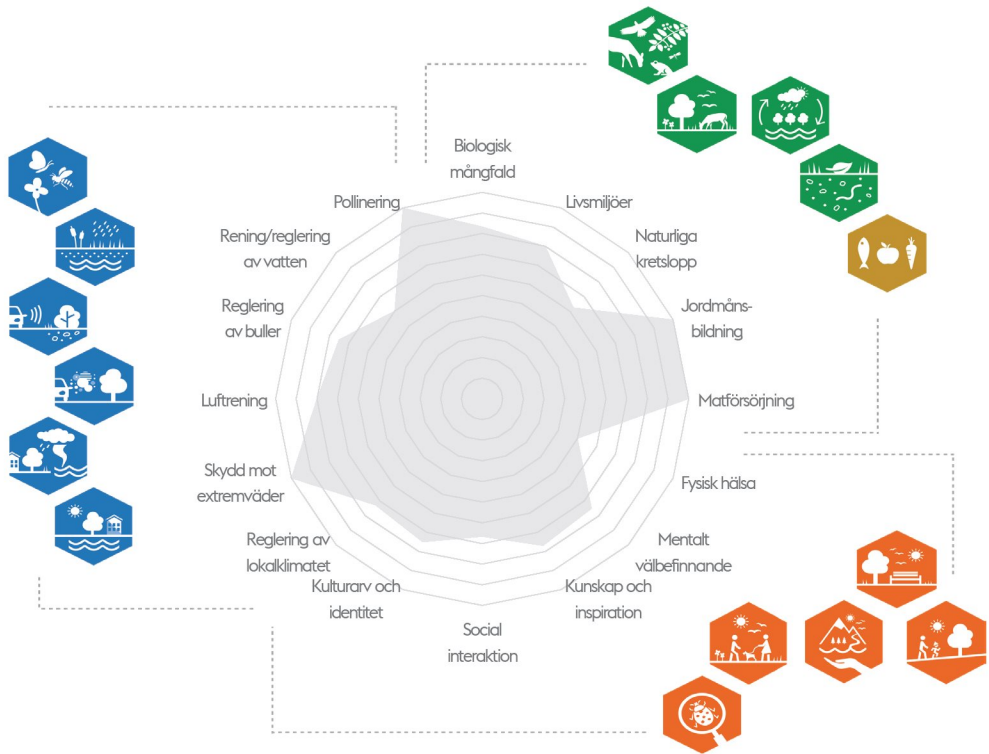 Biologisk
mångfald
Livsmiljöer
Naturliga
kretslopp
Jordmåns-
bildning
Matförsörjning
Fysisk hälsa
Mentalt
välbefinnande
Kunskap och
inspiration
Social
interaktion
Kulturarv och
identitet
Reglering av
lokalklimatet
Skydd mot
extremväder
Luftrening
Reglering
av buller
Rening/reglering
av vatten
Pollinering